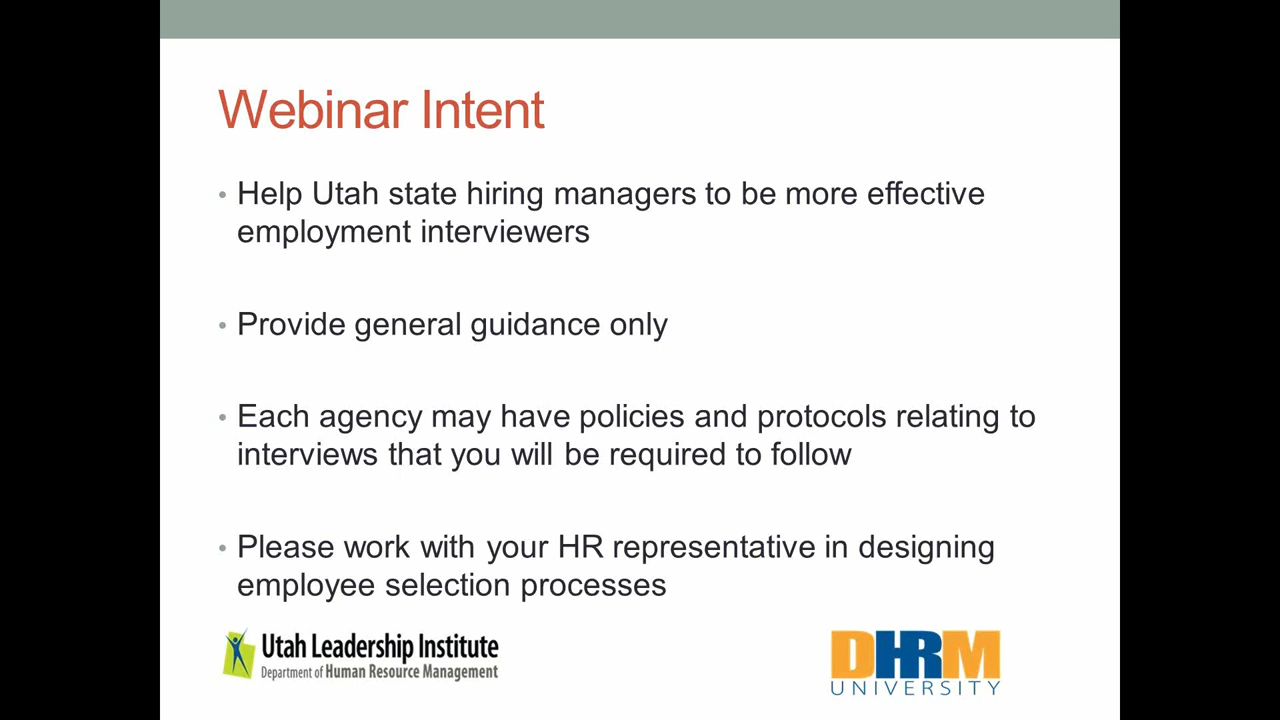 Webinar Intent
• Help Utah state hiring managers to be more effective
employment interviewers
• Provide general guidance only
• Each agency may have policies and protocols relating to
interviews that you will be required to follow
• Please work with your HR representative in designing
employee selection processes
Utah Leadership Institute
Department of Human Resource Management
DHRM
UNIVERSITY